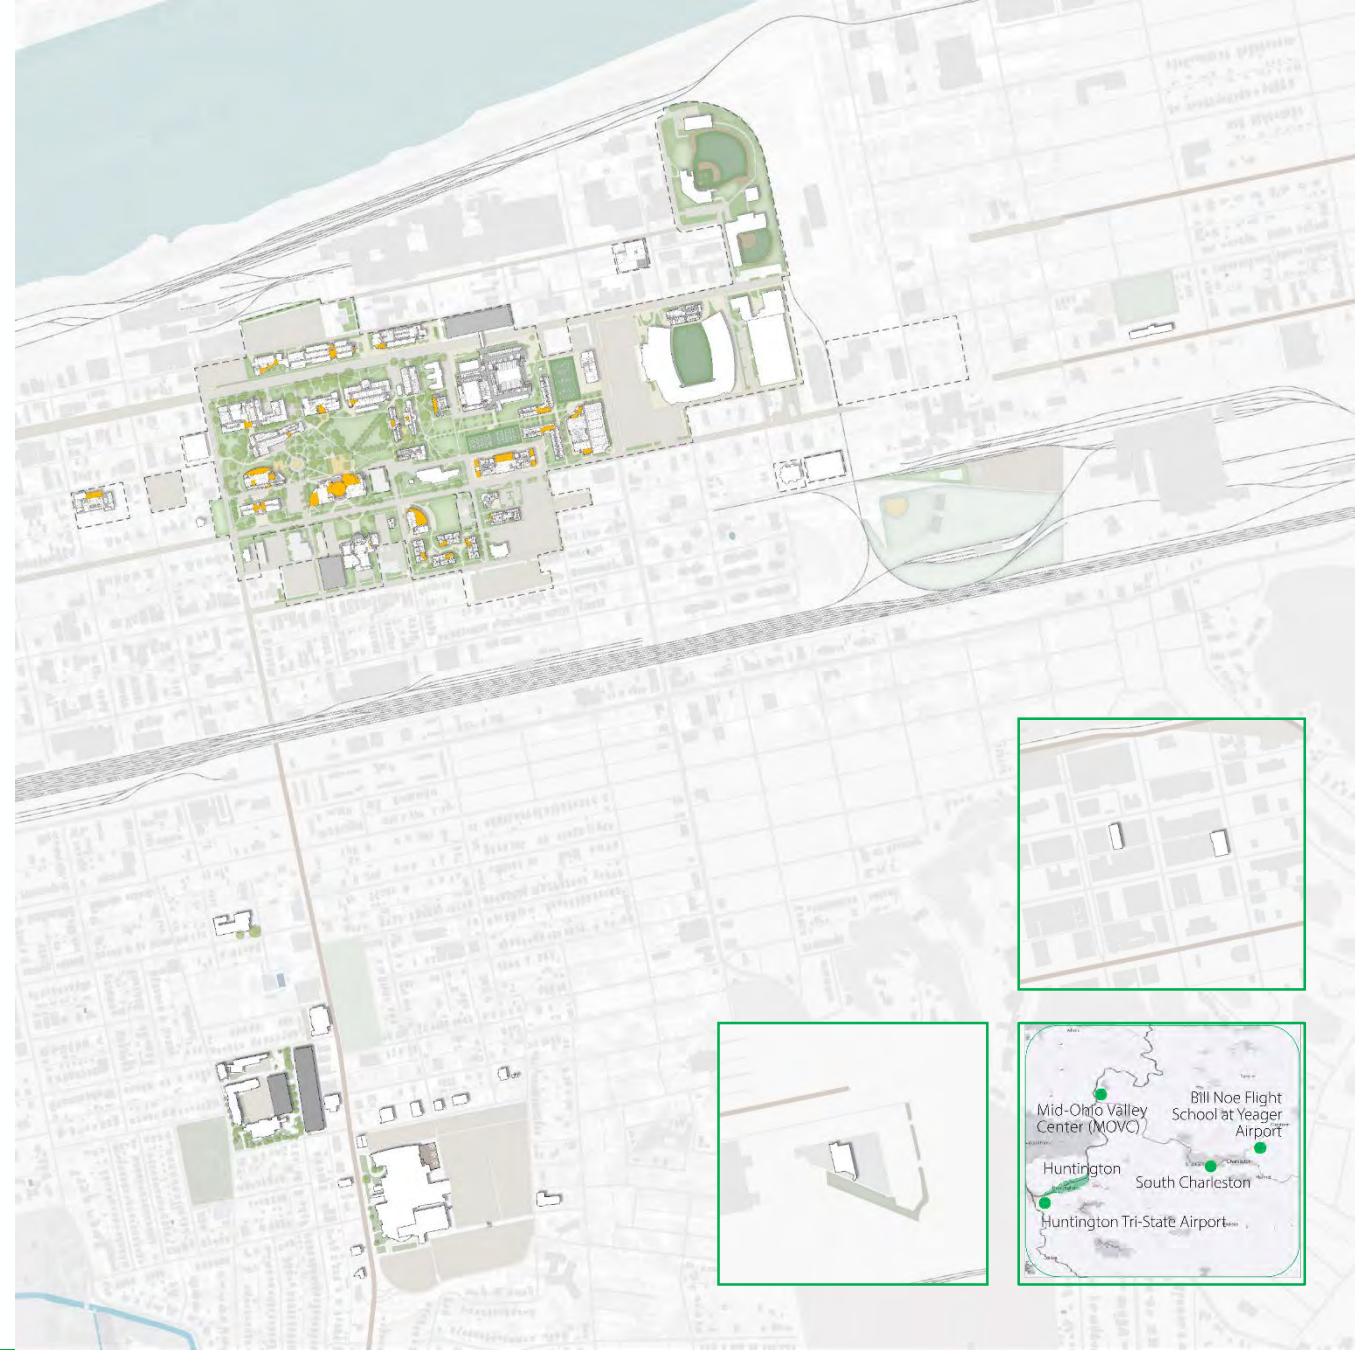 Mid-Ohio Valley
Center (MOVC)
Bill Noe Flight
School at Yeager
Airport
Huntington
South Charleston
Huntington Tri-State Airport